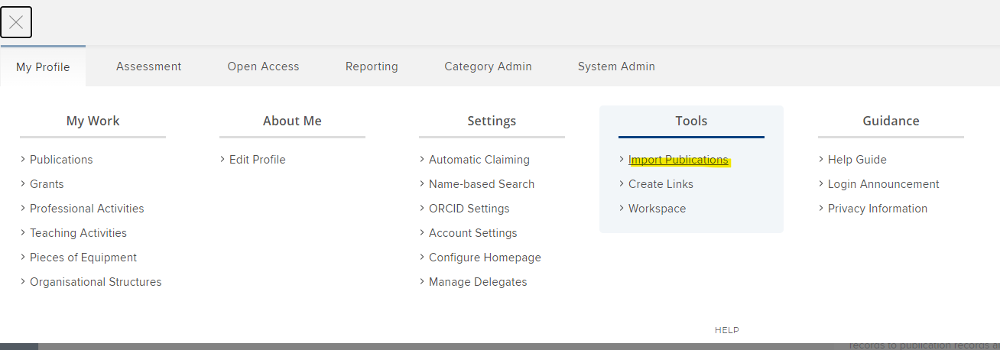 My Profile
Assessment
Open Access
Reporting
Category Admin
System Admin
My Work
Publications
Grants
Professional Activities
Teaching Activities
Pieces of Equipment
Organisational Structures
About Me
Edit Profile
Settings
Automatic Claiming
Name-based Search
ORCID Settings
Account Settings
Configure Homepage
Manage Delegates
Tools
Import Publications
Create Links
Workspace
Guidance
Help Guide
Login Announcement
Privacy Information
HELP
records to publication records a